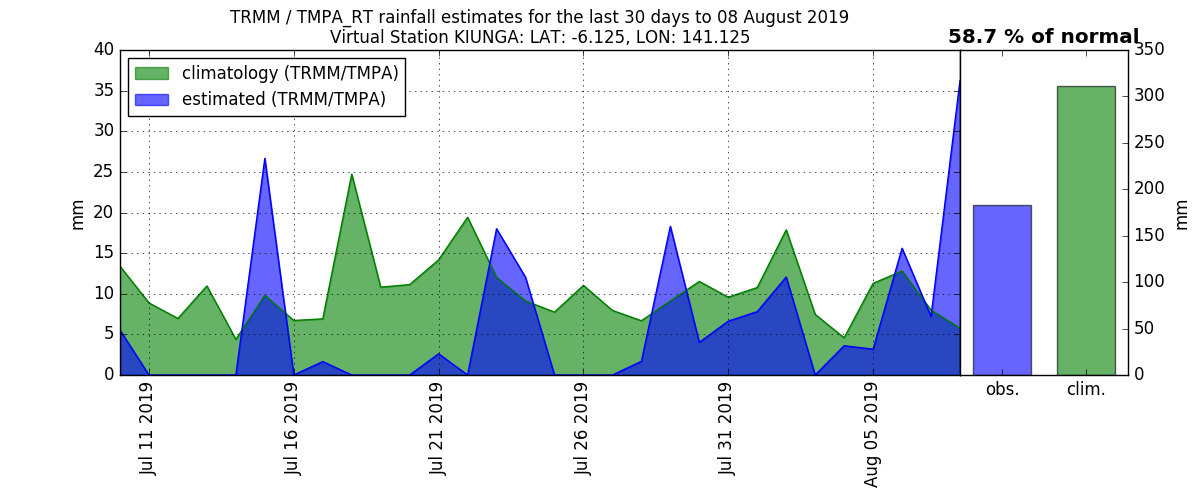 TRMM / TMPA_RT rainfall estimates for the last 30 days to 08 August 2019
Virtual Station KIUNGA: LAT: -6.125, LON: 141.125
58.7 % of normal
climatology (TRMM/TMPA)
estimated (TRMM/TMPA)
mm
40
35
30
25
20
15
10
5
0
Jul 11 2019
Jul 16 2019
Jul 21 2019
Jul 26 2019
Jul 31 2019
Aug 05 2019
350
300
250
200
150
100
50
0
mm
obs.
clim.